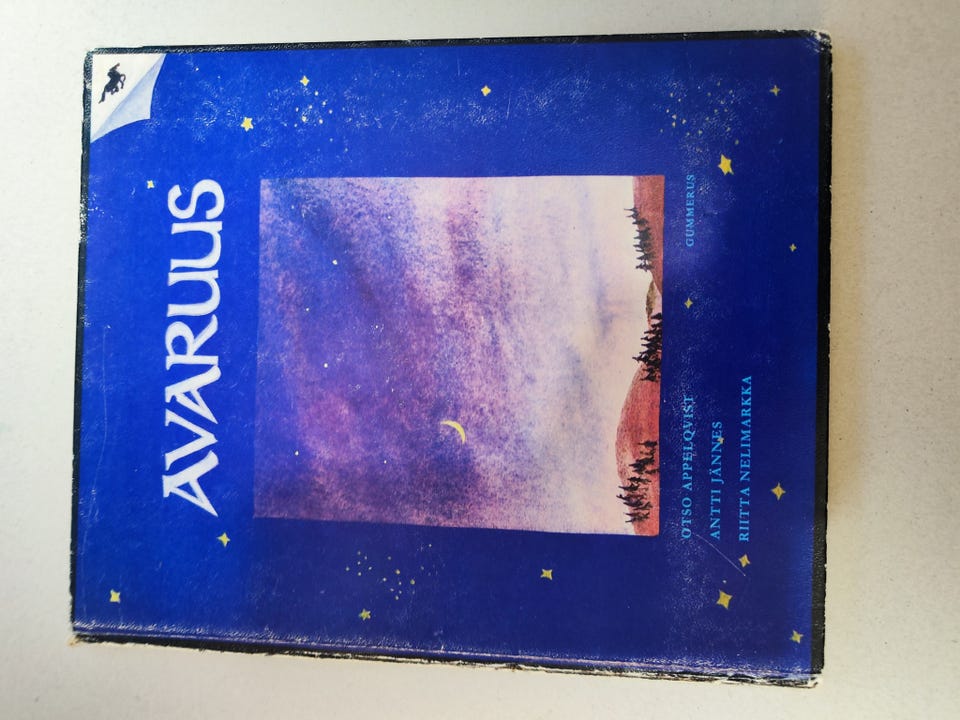 AVARUUS
OTSO APPELQVIST
ANTTI JÄNNES
RIITTA NELIMARKKA
GUMMERUS